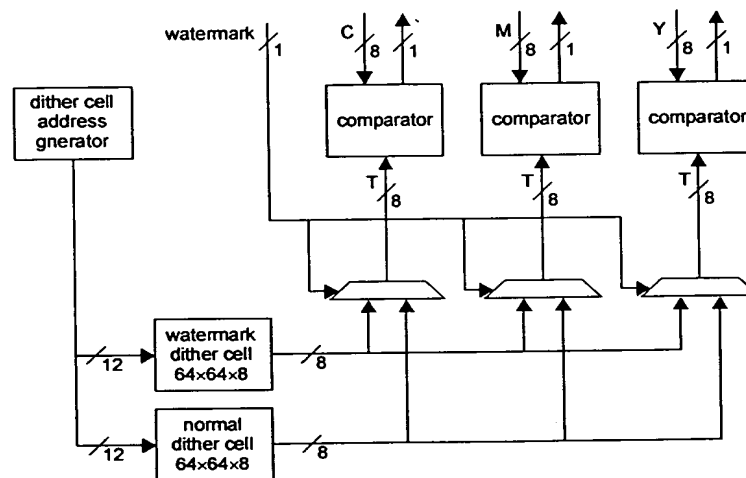 watermark
1
C
8
1
M
8
1
Y
8
1
dither cell
address
gnerator
comparator
comparator
comparator
T
8
T
8
T
8
watermark
dither cell
64×64×8
12
8
normal
dither cell
64×64×8
12
8